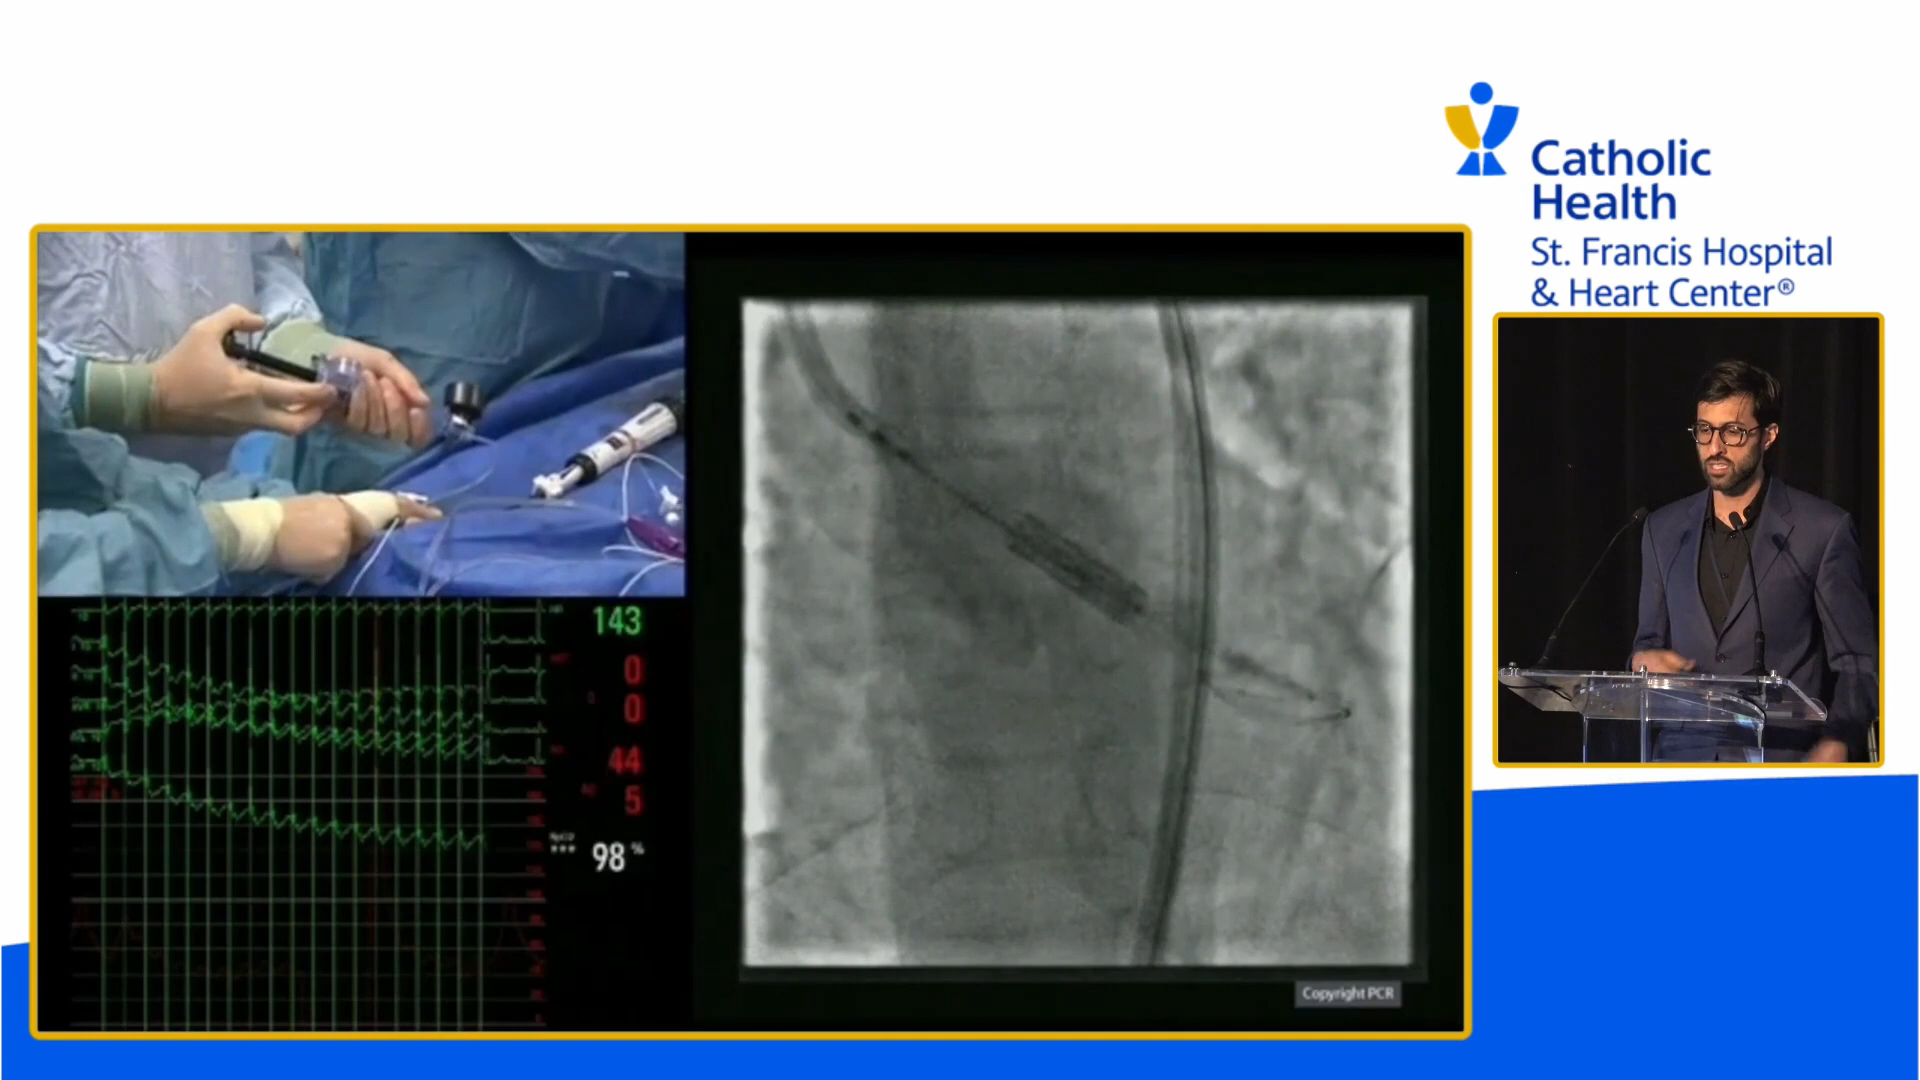 Catholic
Health
St. Francis Hospital
& Heart Center®
143
0
0
44
5
98 %
Copyright PCR